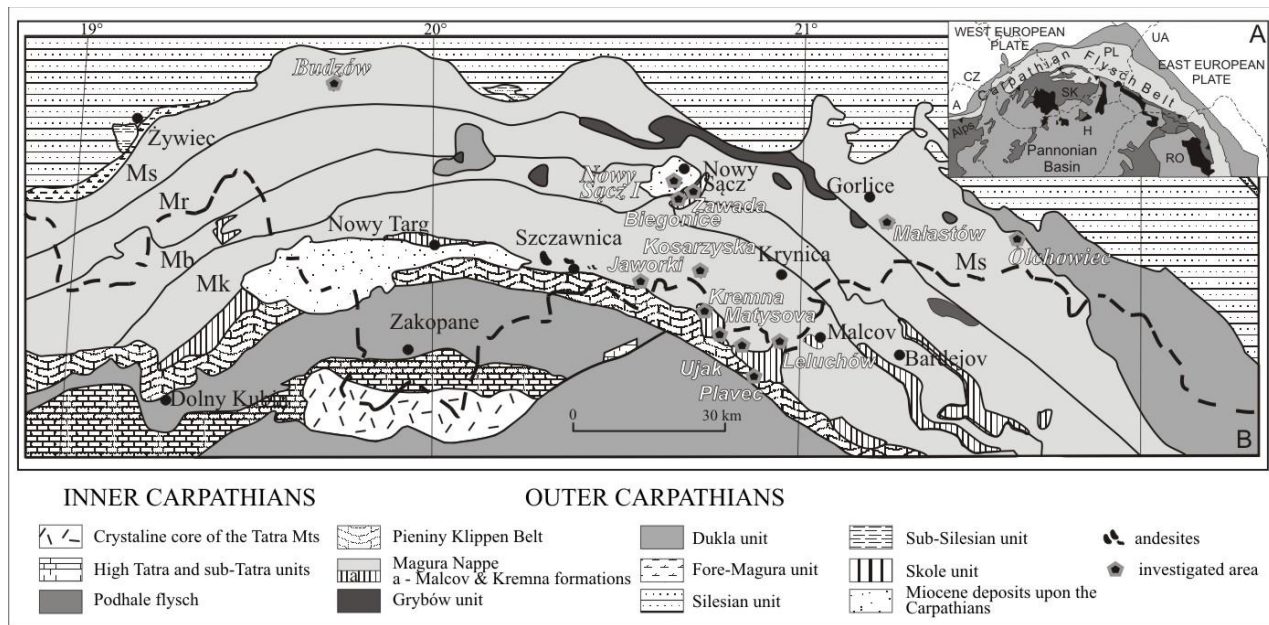 19°
20°
21°
A
WEST EUROPEAN
PLATE
UA
PL
EAST EUROPEAN
PLATE
CZ
Carpathian Flysch Belt
SK
A
Alps
H
Pannonian
Basin
RO
Budzów
Żywiec
Ms
Mr
Nowy
Sącz I
Nowy
Sącz
Zawada
Biegonice
Gorlice
Małastów
Olchowiec
Nowy Targ
Szczawnica
Kosarzyska
Jaworki
Krynica
Ms
Mb
Mk
Kremna
Matysova
Malcov
Zakopane
Leluchów
Bardejov
Ujak
Plavec
Dolny Kubin
0
30 km
B
INNER CARPATHIANS
OUTER CARPATHIANS
Crystaline core of the Tatra Mts
Pieniny Klippen Belt
Dukla unit
Sub-Silesian unit
andesites
High Tatra and sub-Tatra units
Magura Nappe
a - Malcov & Kremna formations
Fore-Magura unit
Skole unit
investigated area
Podhale flysch
Grybów unit
Silesian unit
Miocene deposits upon the
Carpathians